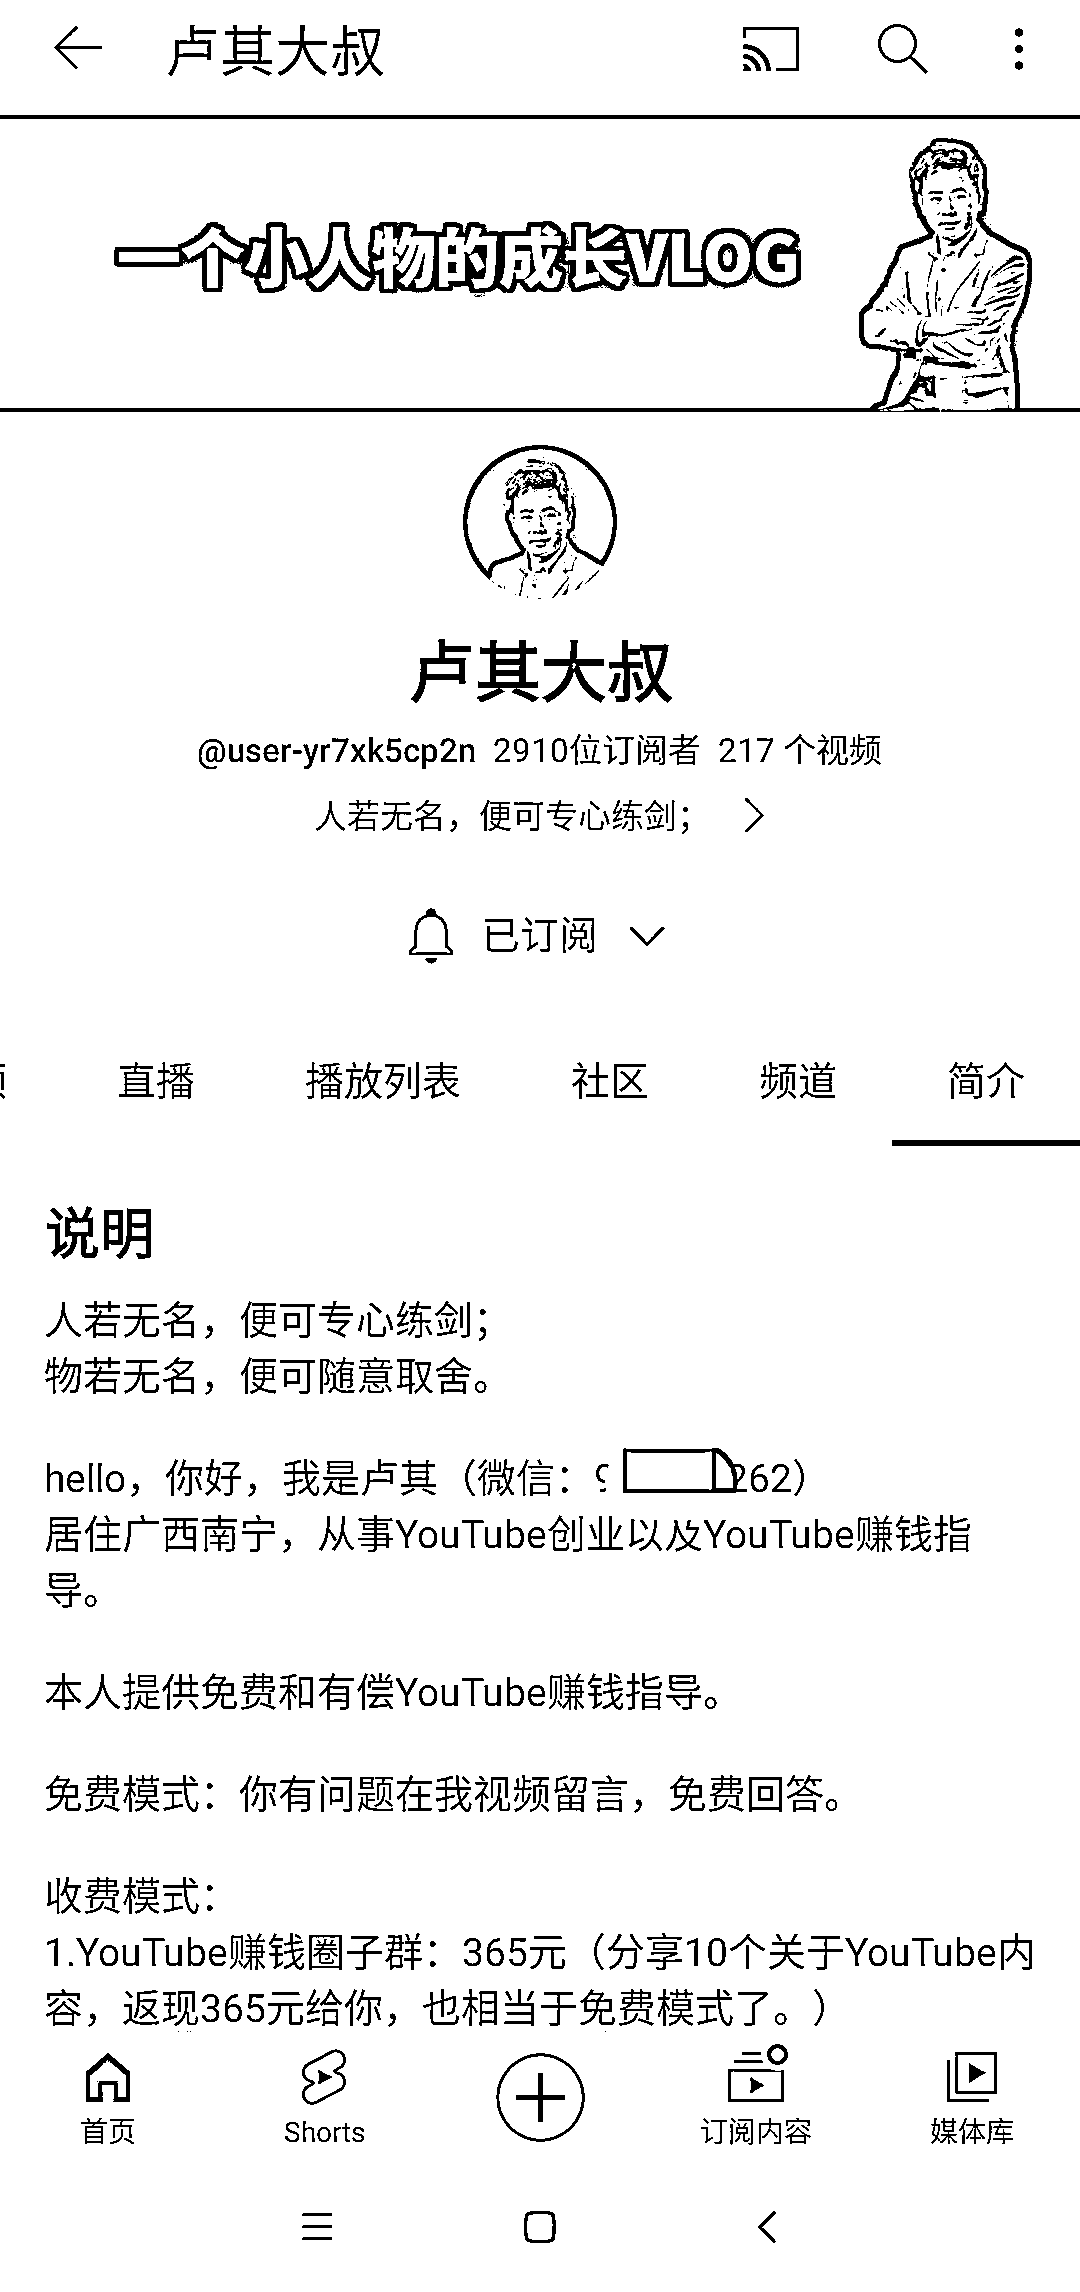 卢其大叔
一个小人物的成长VLOG
卢其大叔
@user-yr7xk5cp2n 2910位订阅者 217 个视频
人若无名，便可专心练剑；
已订阅
直播 播放列表 社区 频道 简介
说明
人若无名，便可专心练剑；
物若无名，便可随意取舍。
hello，你好，我是卢其（微信：9 262）
居住广西南宁，从事YouTube创业以及YouTube赚钱指
导。
本人提供免费和有偿YouTube赚钱指导。
免费模式：你有问题在我视频留言，免费回答。
收费模式：
1.YouTube赚钱圈子群：365元（分享10个关于YouTube内
容，返现365元给你，也相当于免费模式了。）
首页 Shorts 订阅内容 媒体库